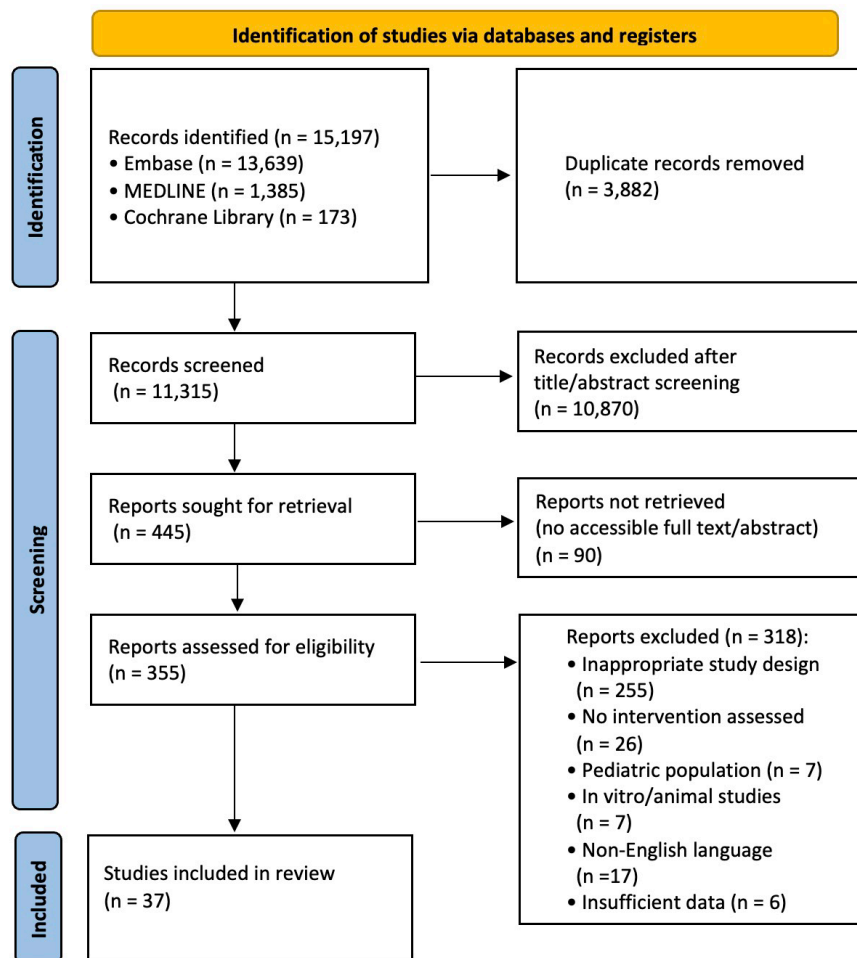 Identification of studies via databases and registers
Identification
Records identified (n = 15,197)
• Embase (n = 13,639)
• MEDLINE (n = 1,385)
• Cochrane Library (n = 173)
Duplicate records removed
(n = 3,882)
Screening
Records screened
(n = 11,315)
Records excluded after
title/abstract screening
(n = 10,870)
Reports sought for retrieval
(n = 445)
Reports not retrieved
(no accessible full text/abstract)
(n = 90)
Reports assessed for eligibility
(n = 355)
Reports excluded (n = 318):
• Inappropriate study design
(n = 255)
• No intervention assessed
(n = 26)
• Pediatric population (n = 7)
• In vitro/animal studies
(n = 7)
• Non-English language
(n =17)
• Insufficient data (n = 6)
Included
Studies included in review
(n = 37)